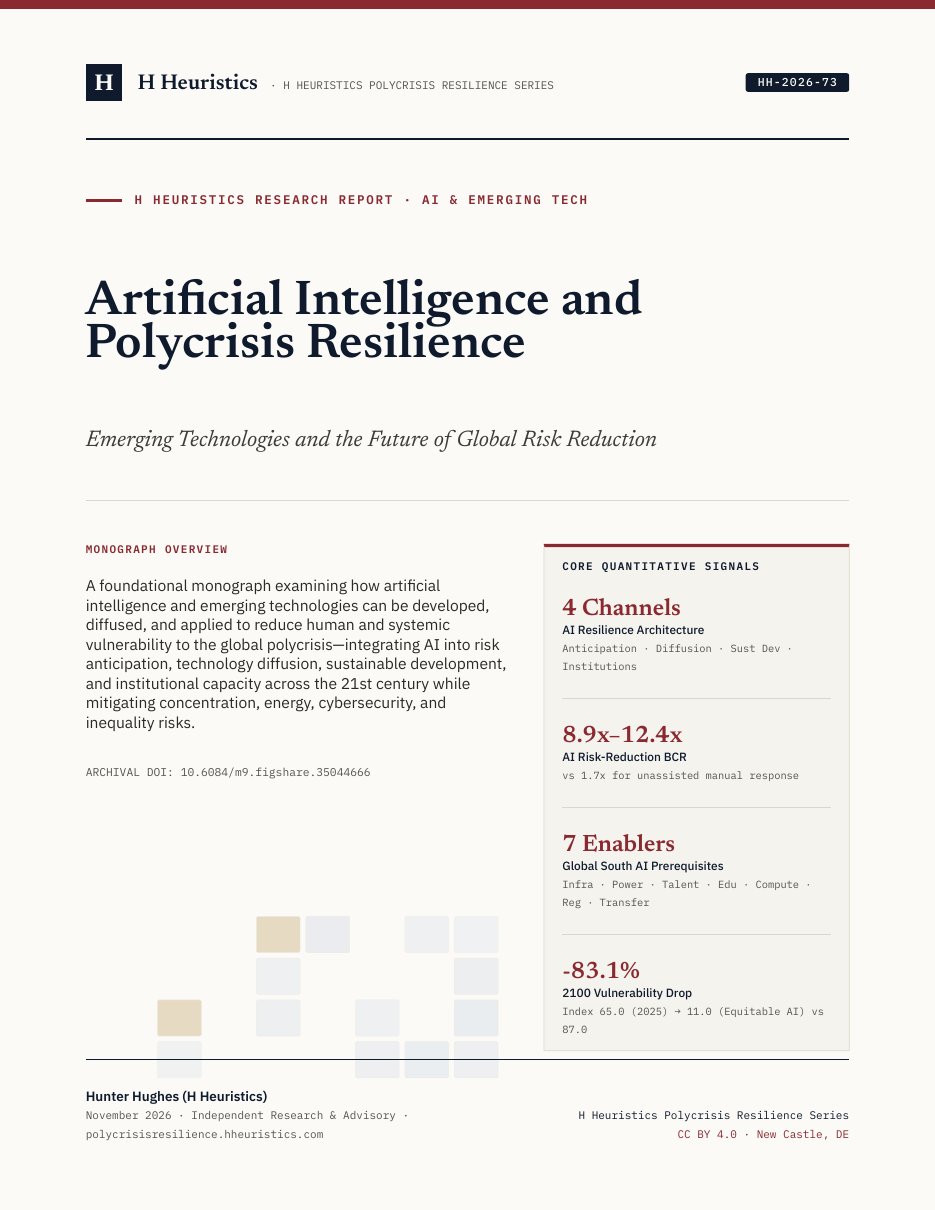 H H Heuristics · H HEURISTICS POLYCRISIS RESILIENCE SERIES HH-2026-73
H HEURISTICS RESEARCH REPORT · AI & EMERGING TECH
Artificial Intelligence and
Polycrisis Resilience
Emerging Technologies and the Future of Global Risk Reduction
MONOGRAPH OVERVIEW
A foundational monograph examining how artificial
intelligence and emerging technologies can be developed,
diffused, and applied to reduce human and systemic
vulnerability to the global polycrisis—integrating AI into risk
anticipation, technology diffusion, sustainable development,
and institutional capacity across the 21st century while
mitigating concentration, energy, cybersecurity, and
inequality risks.
ARCHIVAL DOI: 10.6084/m9.figshare.35044666
CORE QUANTITATIVE SIGNALS
4 Channels
AI Resilience Architecture
Anticipation · Diffusion · Sust Dev ·
Institutions
8.9x–12.4x
AI Risk-Reduction BCR
vs 1.7x for unassisted manual response
7 Enablers
Global South AI Prerequisites
Infra · Power · Talent · Edu · Compute ·
Reg · Transfer
-83.1%
2100 Vulnerability Drop
Index 65.0 (2025) → 11.0 (Equitable AI) vs
87.0
Hunter Hughes (H Heuristics)
November 2026 · Independent Research & Advisory ·
polycrisisresilience.hheuristics.com
H Heuristics Polycrisis Resilience Series
CC BY 4.0 · New Castle, DE